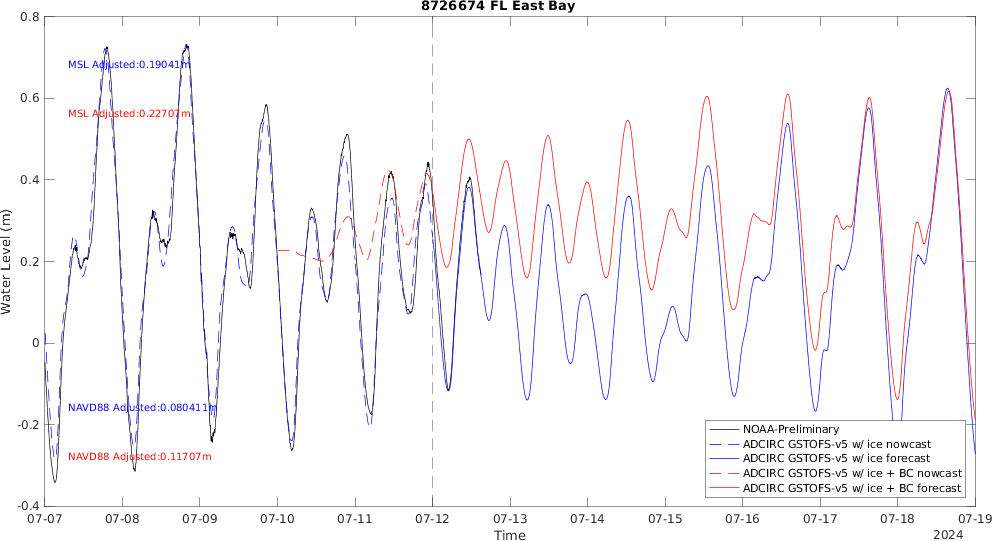 8726674 FL East Bay
Water Level (m)
0.8
0.6
0.4
0.2
0
-0.2
-0.4
MSL Adjusted:0.19041m
MSL Adjusted:0.22707m
NAVD88 Adjusted:0.080411m
NAVD88 Adjusted:0.11707m
NOAA-Preliminary
ADCIRC GSTOFS-v5 w/ ice nowcast
ADCIRC GSTOFS-v5 w/ ice forecast
ADCIRC GSTOFS-v5 w/ ice + BC nowcast
ADCIRC GSTOFS-v5 w/ ice + BC forecast
07-07 07-08 07-09 07-10 07-11 07-12 07-13 07-14 07-15 07-16 07-17 07-18 07-19
Time
2024